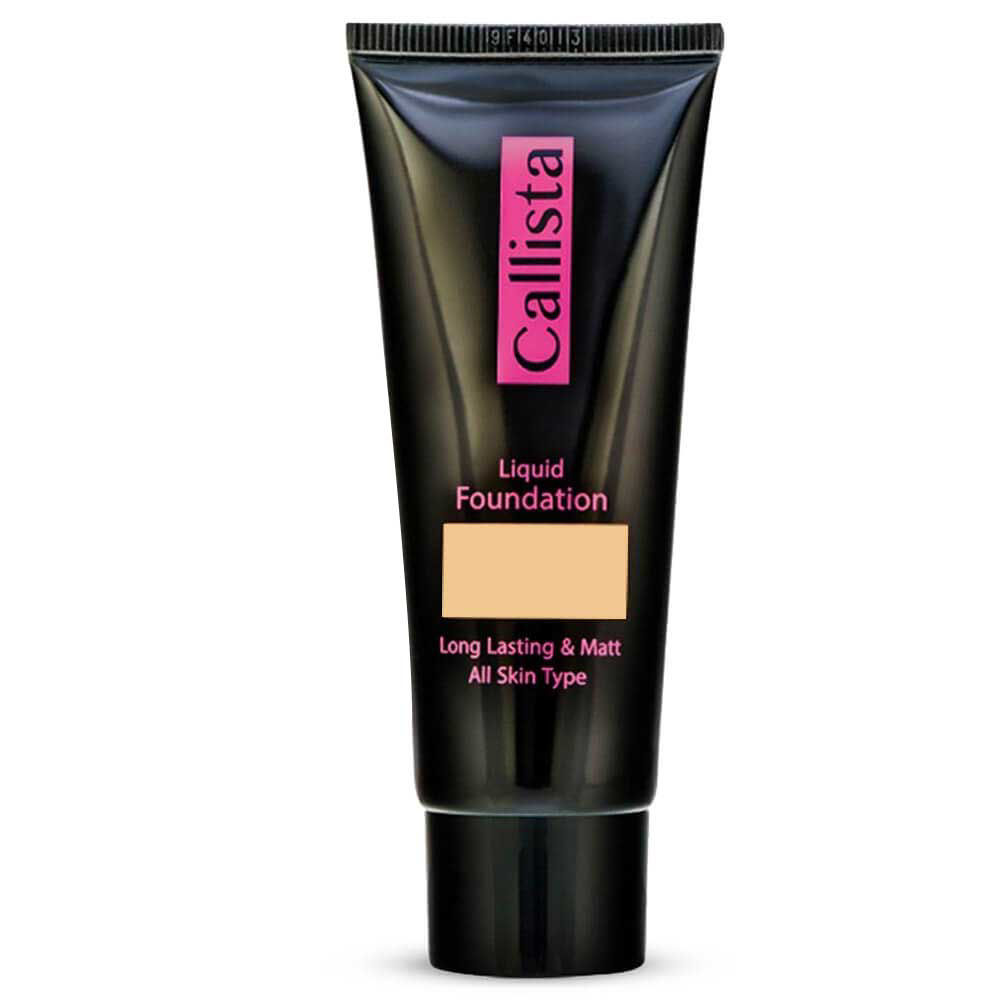 9F4013
Callista
Liquid
Foundation
Long Lasting & Matt
All Skin Type